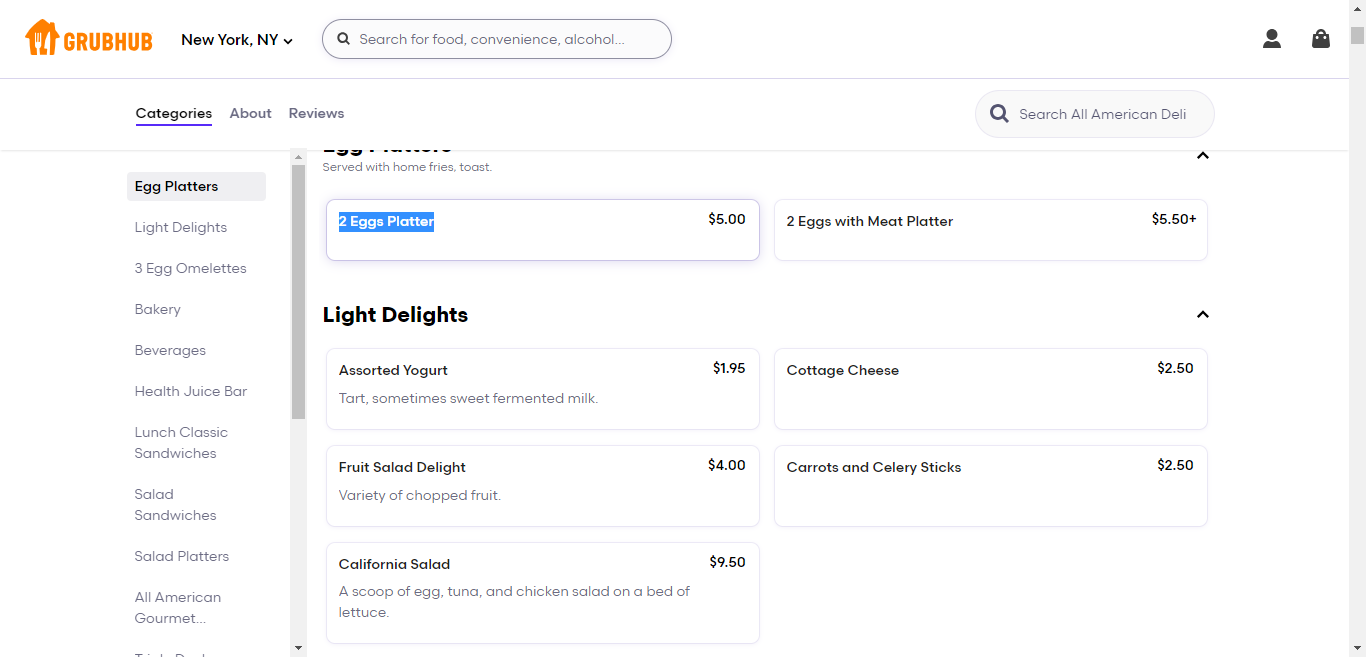 GRUBHUB
New York, NY
Search for food, convenience, alcohol...
Categories
About
Reviews
Search All American Deli
Egg Platters
Light Delights
3 Egg Omelettes
Bakery
Beverages
Health Juice Bar
Lunch Classic
Sandwiches
Salad
Sandwiches
Salad Platters
All American
Gourmet...
Egg Platters
Served with home fries, toast.
2 Eggs Platter
$5.00
2 Eggs with Meat Platter
$5.50+
Light Delights
Assorted Yogurt
$1.95
Tart, sometimes sweet fermented milk.
Cottage Cheese
$2.50
Fruit Salad Delight
$4.00
Variety of chopped fruit.
Carrots and Celery Sticks
$2.50
California Salad
$9.50
A scoop of egg, tuna, and chicken salad on a bed of
lettuce.